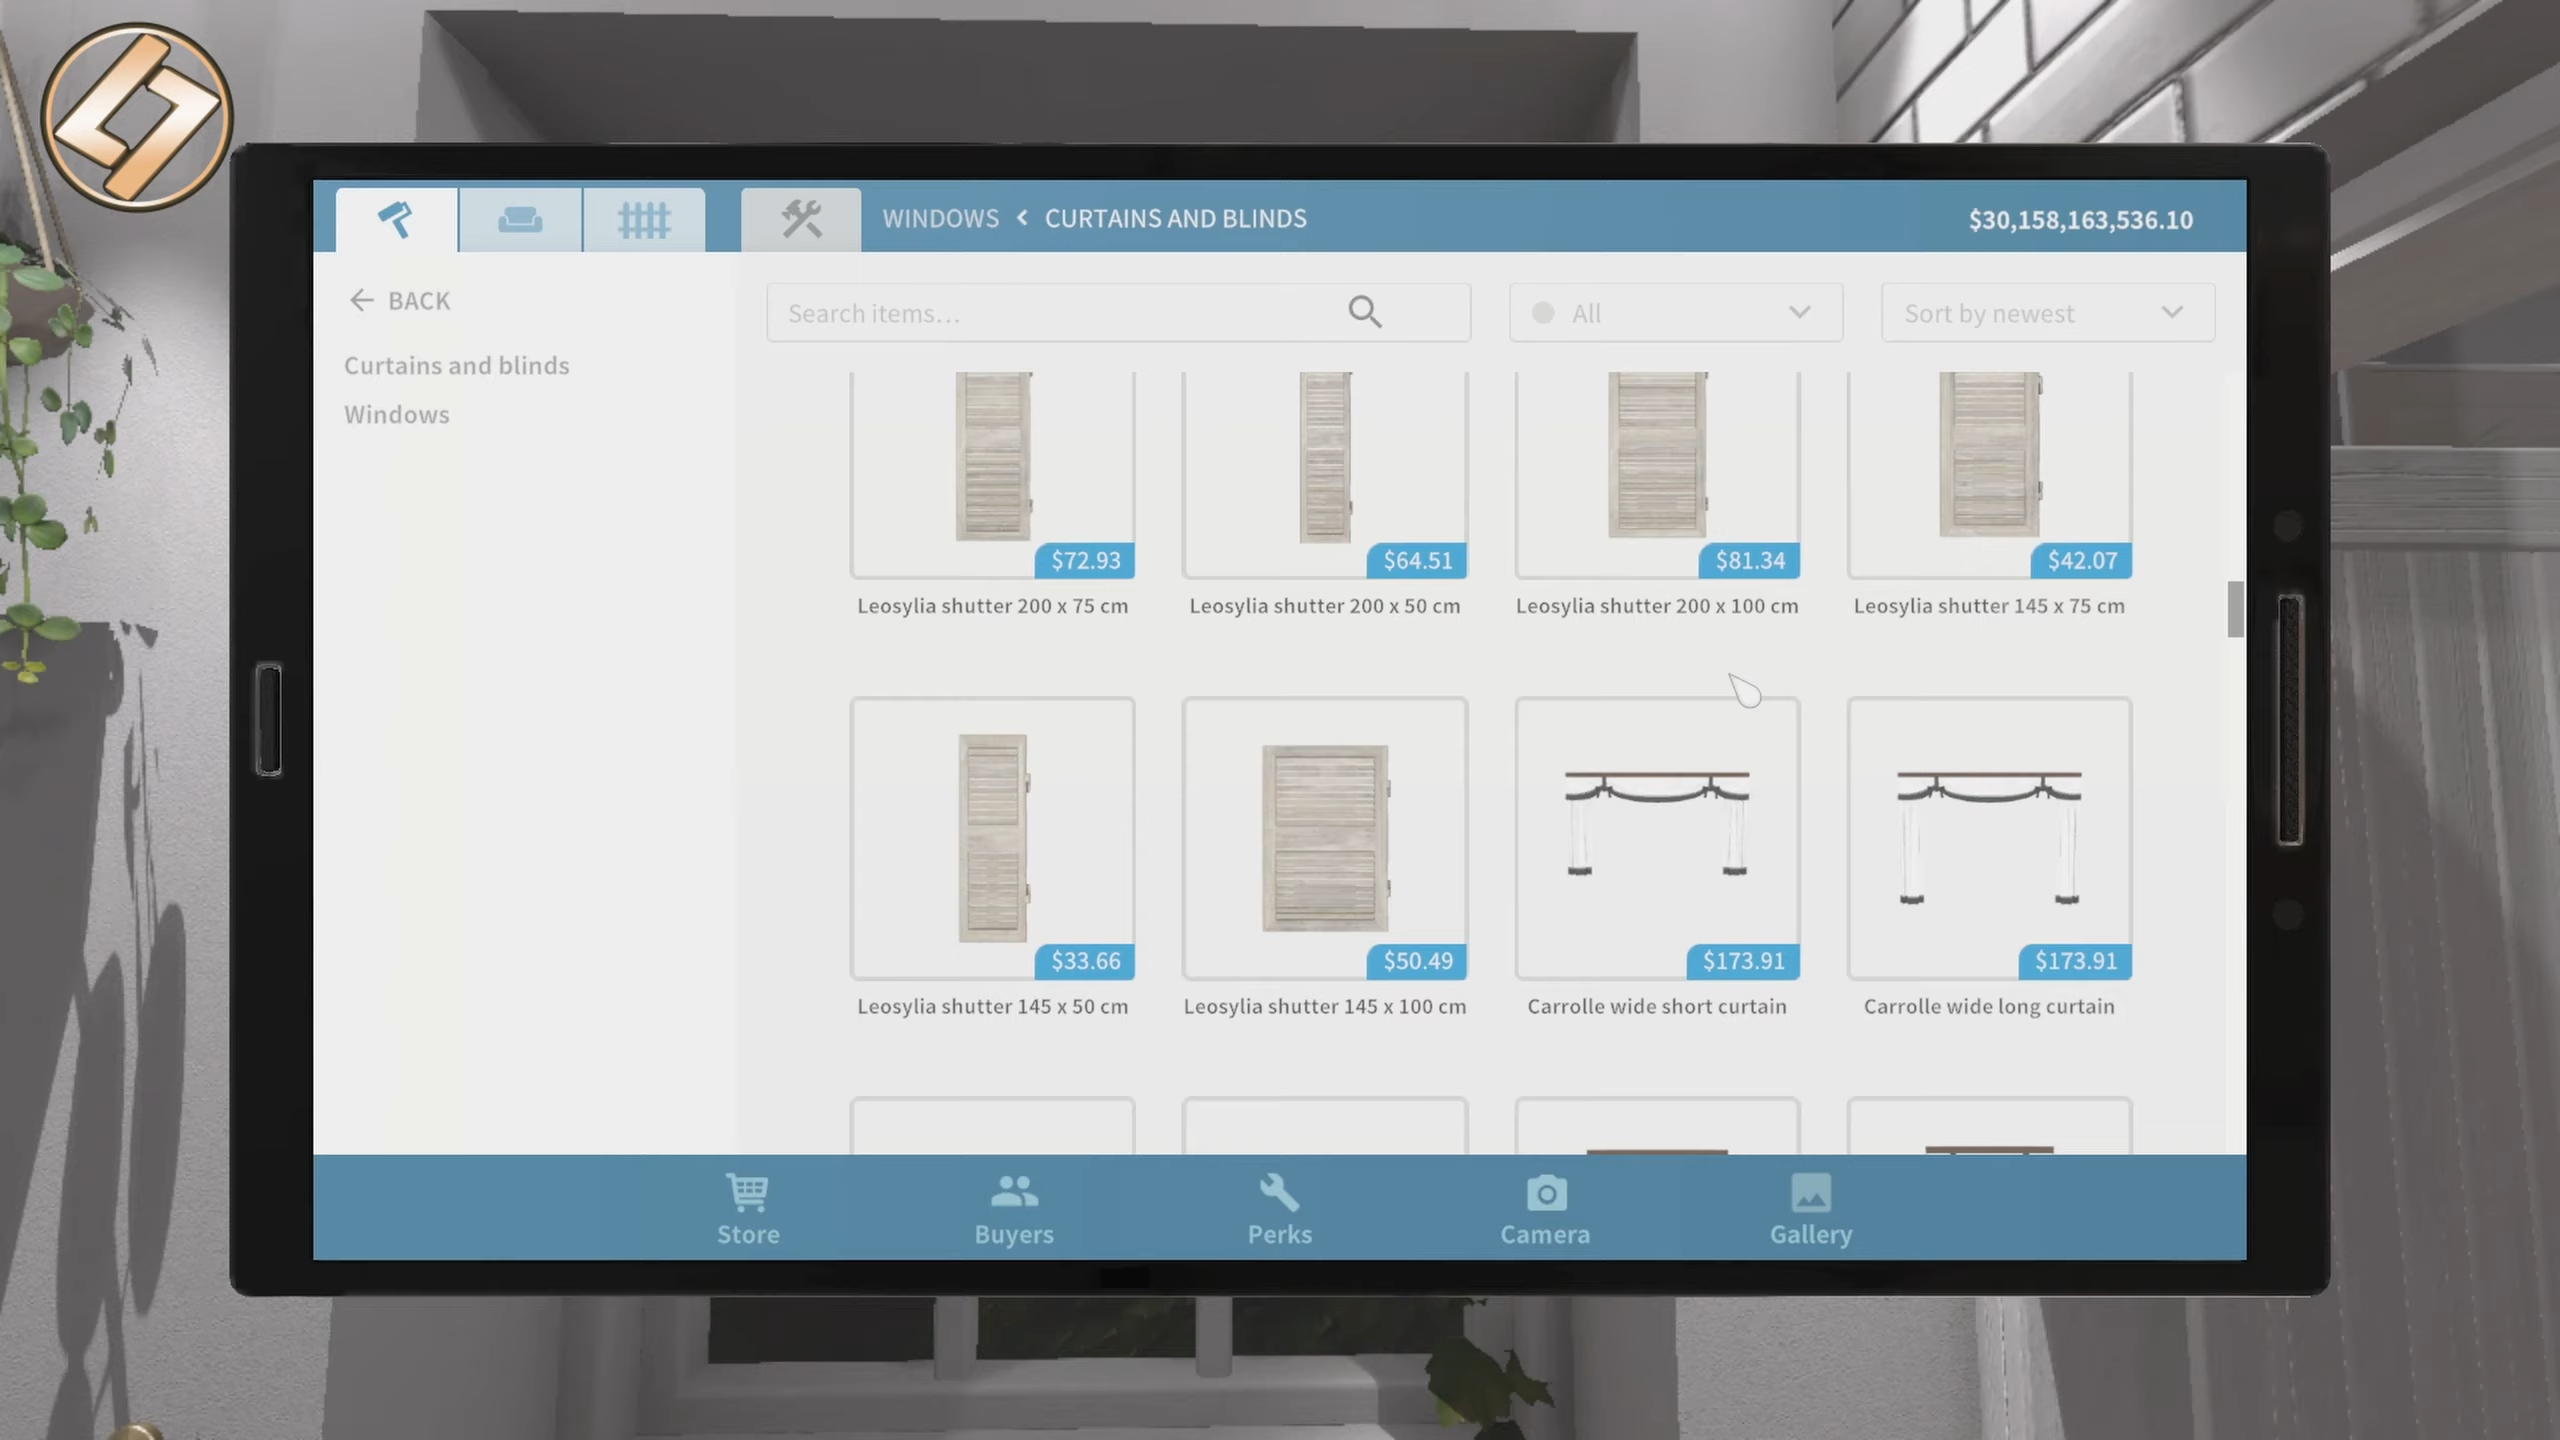 WINDOWS < CURTAINS AND BLINDS
$30,158,163,536.10
BACK
Search items...
All
Sort by newest
Curtains and blinds
Windows
$72.93
$64.51
$81.34
$42.07
Leosylia shutter 200 x 75 cm
Leosylia shutter 200 x 50 cm
Leosylia shutter 200 x 100 cm
Leosylia shutter 145 x 75 cm
$33.66
$50.49
$173.91
$173.91
Leosylia shutter 145 x 50 cm
Leosylia shutter 145 x 100 cm
Carrolle wide short curtain
Carrolle wide long curtain
Store
Buyers
Perks
Camera
Gallery